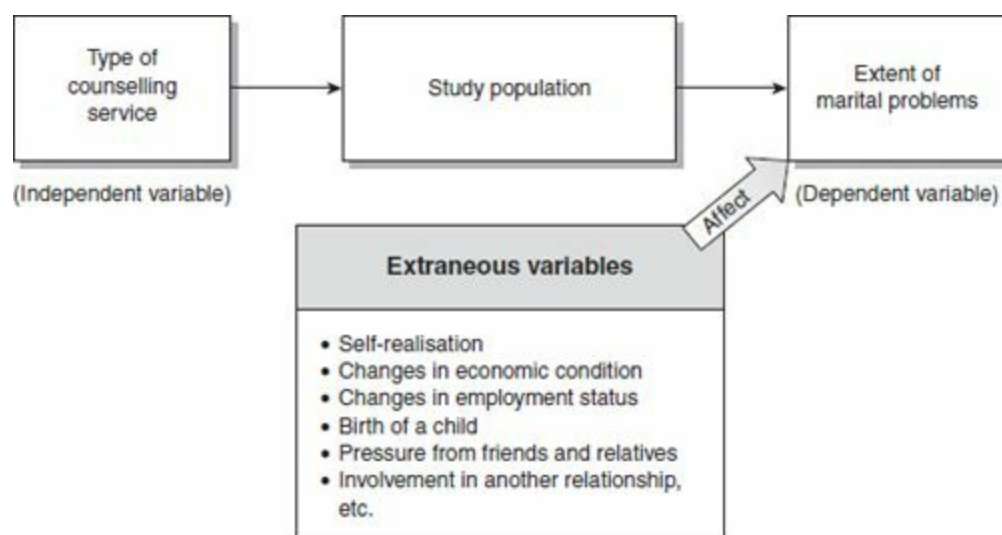 Type of
counselling
service
Study population
Extent of
marital problems
(Independent variable)
(Dependent variable)
Affect
Extraneous variables
• Self-realisation
• Changes in economic condition
• Changes in employment status
• Birth of a child
• Pressure from friends and relatives
• Involvement in another relationship,
etc.